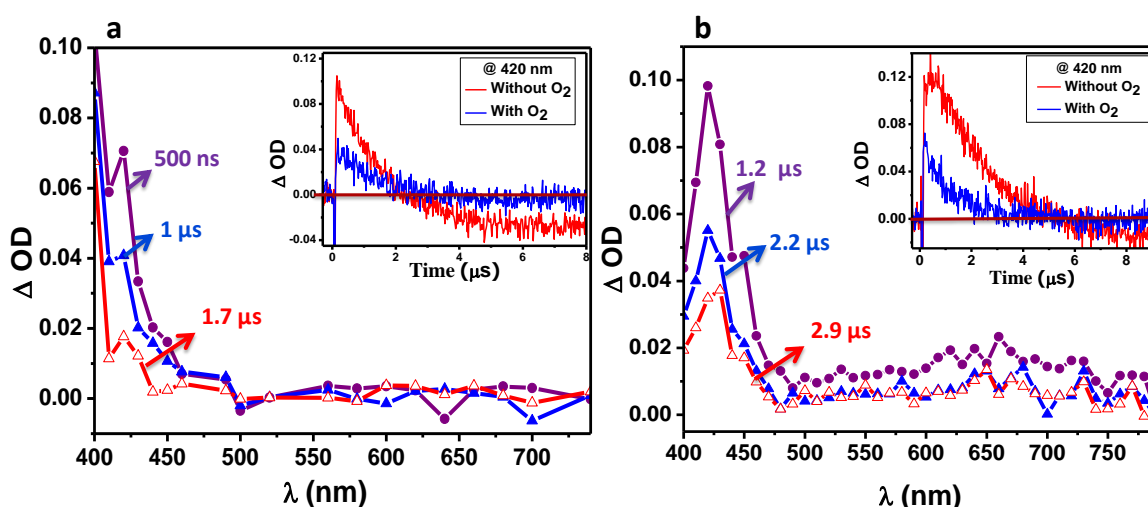 a
0.10
0.08
0.06
0.04
0.02
0.00
Δ OD
400 450 500 550 600 650 700
λ (nm)
500 ns
1 μs
1.7 μs
@ 420 nm
Without O2
With O2
0.12
0.08
0.04
0.00
-0.04
Δ OD
0 2 4 6 8
Time (μs)
b
0.10
0.08
0.06
0.04
0.02
0.00
Δ OD
400 450 500 550 600 650 700 750
λ (nm)
1.2 μs
2.2 μs
2.9 μs
@ 420 nm
Without O2
With O2
0.12
0.08
0.04
0.00
Δ OD
0 2 4 6 8
Time (μs)